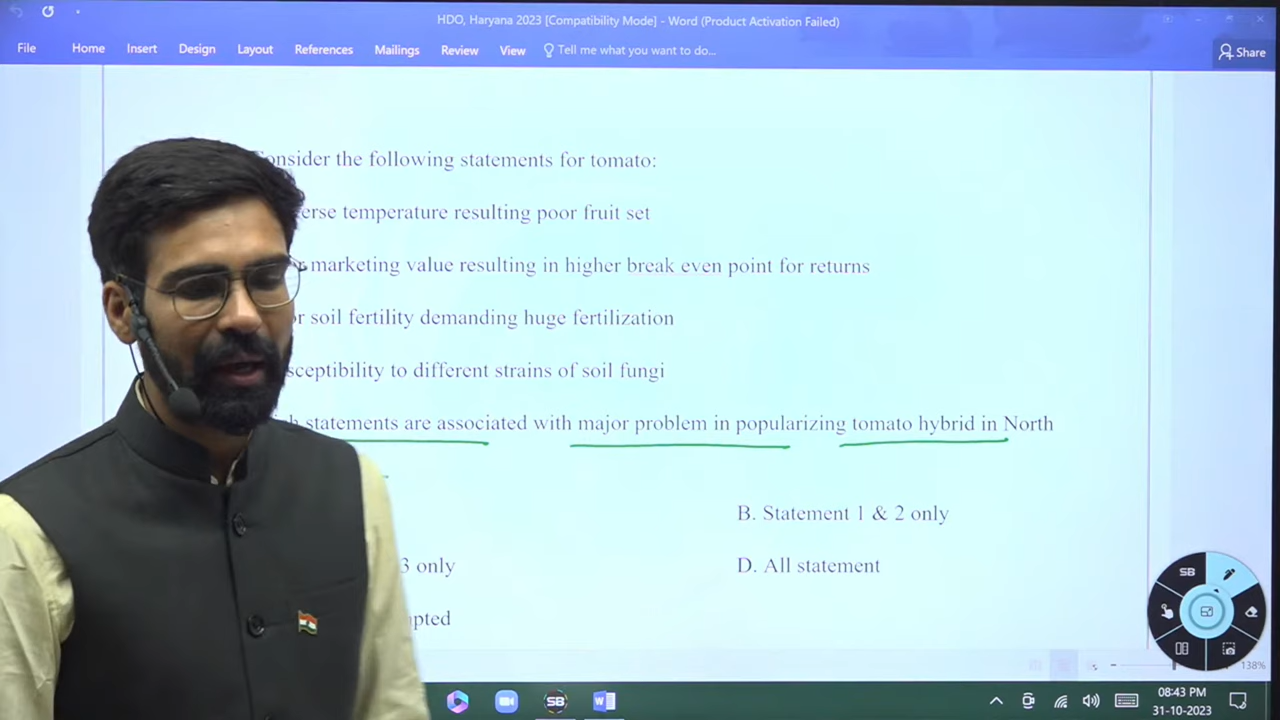 HDO, Haryana 2023 [Compatibility Mode] - Word (Product Activation Failed)
File Home Insert Design Layout References Mailings Review View Tell me what you want to do... Share
Consider the following statements for tomato:
temperature resulting poor fruit set
marketing value resulting in higher break even point for returns
soil fertility demanding huge fertilization
to different strains of soil fungi
statements are associated with major problem in popularizing tomato hybrid in North
B. Statement 1 & 2 only
3 only D. All statement
SB
138%
SB W 08:43 PM
31-10-2023